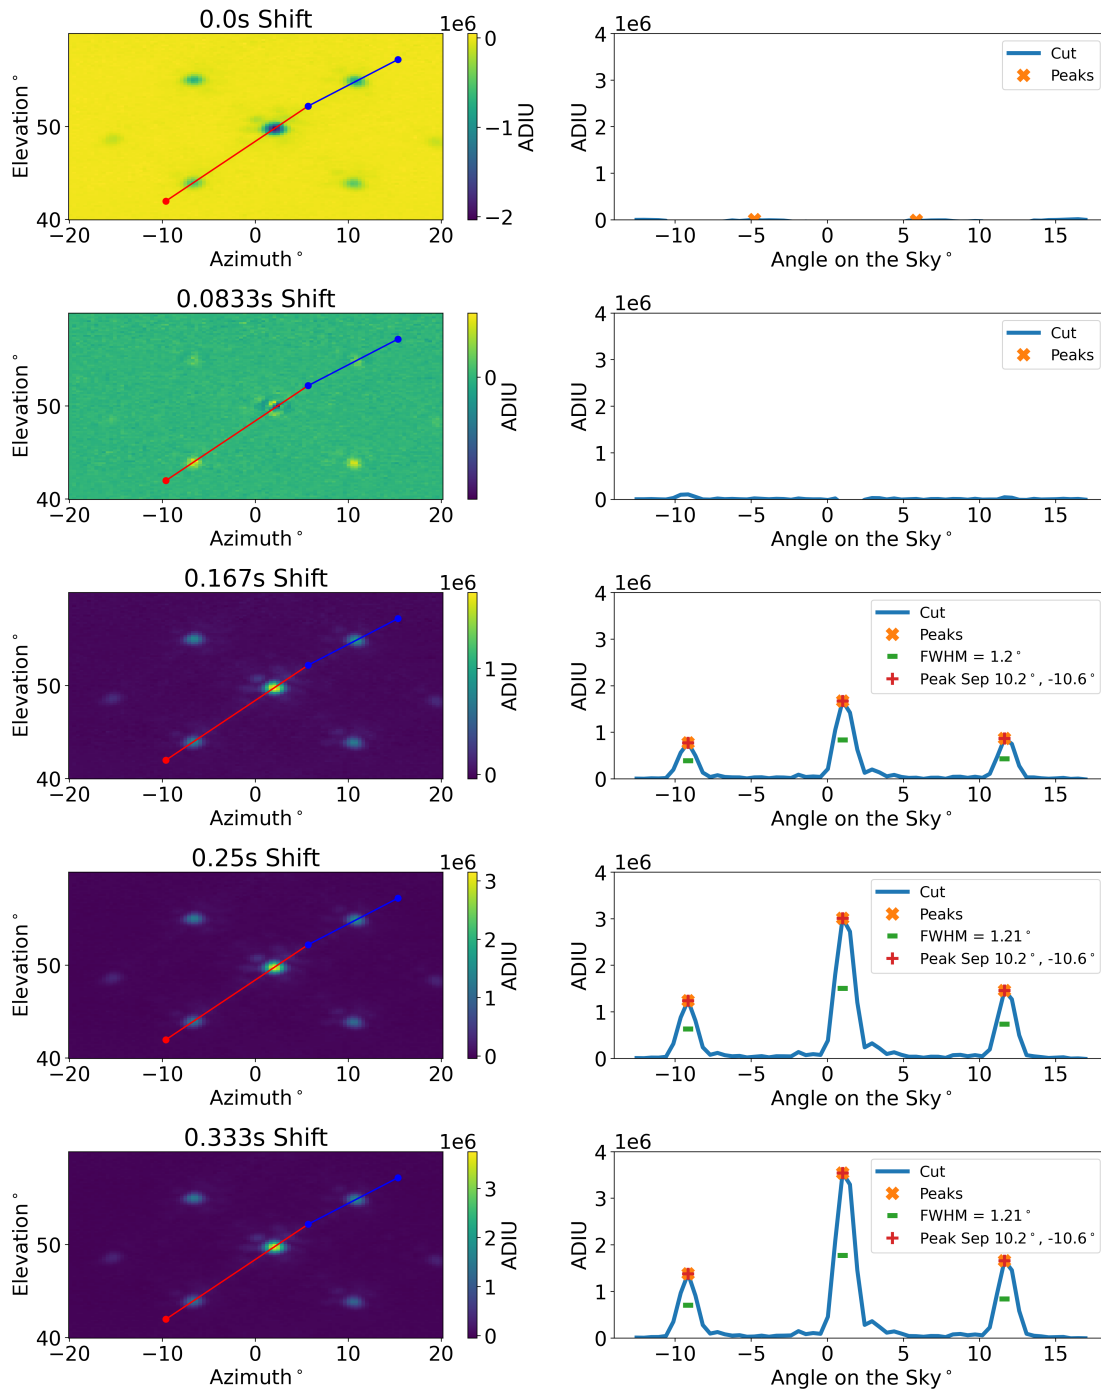 0.0s Shift
1e6
0
−1
−2
ADIU
Elevation°
50
40
−20
−10
0
10
20
Azimuth°
1e6
4
3
2
1
0
ADIU
Cut
Peaks
−10
−5
0
5
10
15
Angle on the Sky°
0.0833s Shift
0
ADIU
Elevation°
50
40
−20
−10
0
10
20
Azimuth°
1e6
4
3
2
1
0
ADIU
Cut
Peaks
−10
−5
0
5
10
15
Angle on the Sky°
0.167s Shift
1e6
1
0
ADIU
Elevation°
50
40
−20
−10
0
10
20
Azimuth°
1e6
4
3
2
1
0
ADIU
Cut
Peaks
FWHM = 1.2°
Peak Sep 10.2°, -10.6°
−10
−5
0
5
10
15
Angle on the Sky°
0.25s Shift
1e6
3
2
1
0
ADIU
Elevation°
50
40
−20
−10
0
10
20
Azimuth°
1e6
4
3
2
1
0
ADIU
Cut
Peaks
FWHM = 1.21°
Peak Sep 10.2°, -10.6°
−10
−5
0
5
10
15
Angle on the Sky°
0.333s Shift
1e6
3
2
1
0
ADIU
Elevation°
50
40
−20
−10
0
10
20
Azimuth°
1e6
4
3
2
1
0
ADIU
Cut
Peaks
FWHM = 1.21°
Peak Sep 10.2°, -10.6°
−10
−5
0
5
10
15
Angle on the Sky°